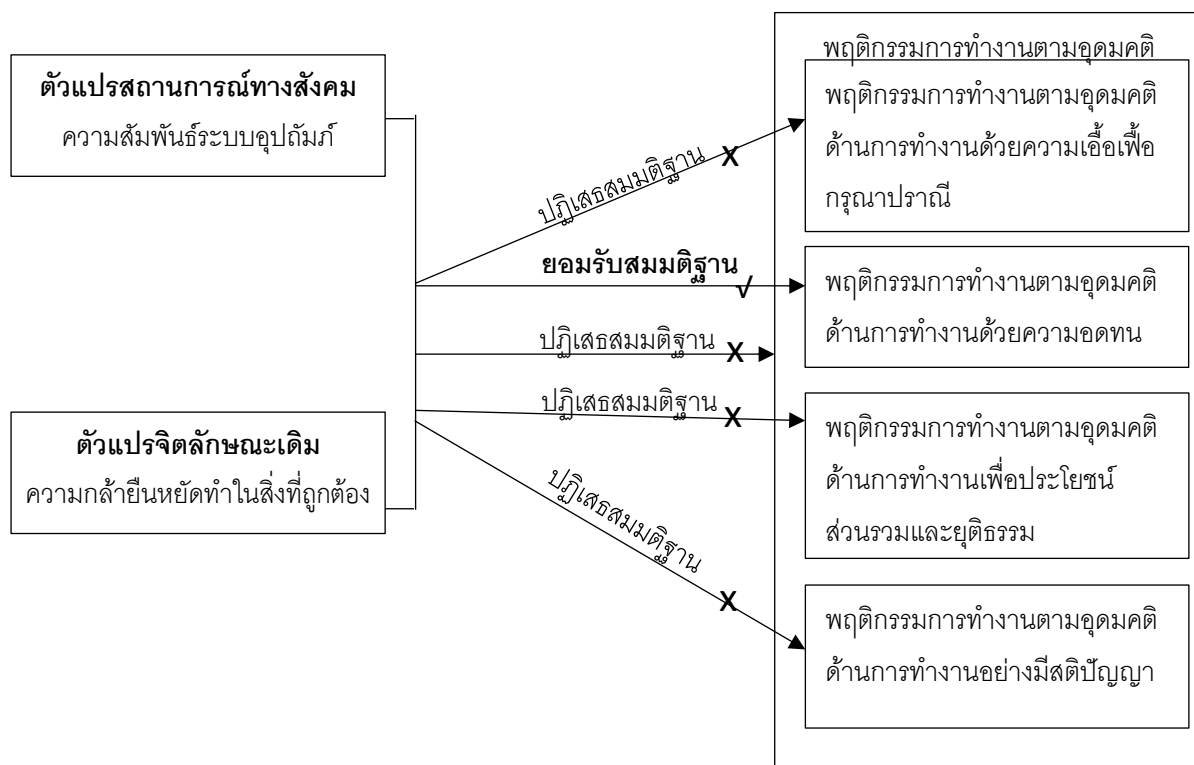 ตัวแปรสถานการณ์ทางสังคม
ความสัมพันธ์ระบบอุปถัมภ์
ตัวแปรจิตลักษณะเดิม
ความกล้ายืนหยัดทำในสิ่งที่ถูกต้อง
ปฏิเสธสมมติฐาน X
ยอมรับสมมติฐาน √
ปฏิเสธสมมติฐาน X
ปฏิเสธสมมติฐาน X
ปฏิเสธสมมติฐาน X
พฤติกรรมการทำงานตามอุดมคติ
พฤติกรรมการทำงานตามอุดมคติ
ด้านการทำงานด้วยความเอื้อเฟื้อ
กรุณาปราณี
พฤติกรรมการทำงานตามอุดมคติ
ด้านการทำงานด้วยความอดทน
พฤติกรรมการทำงานตามอุดมคติ
ด้านการทำงานเพื่อประโยชน์
ส่วนรวมและยุติธรรม
พฤติกรรมการทำงานตามอุดมคติ
ด้านการทำงานอย่างมีสติปัญญา